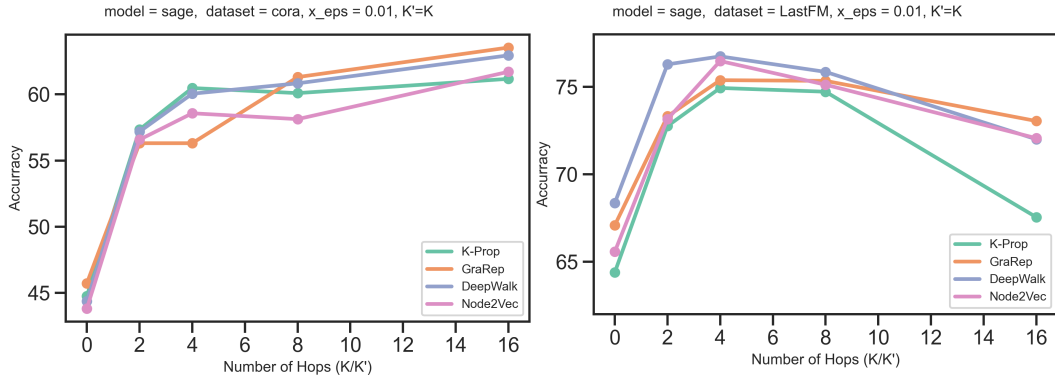 model = sage,  dataset = cora, x_eps = 0.01, K'=K
Accurracy
60
55
50
45
0 2 4 6 8 10 12 14 16
Number of Hops (K/K')
K-Prop
GraRep
DeepWalk
Node2Vec
model = sage,  dataset = LastFM, x_eps = 0.01, K'=K
Accurracy
75
70
65
0 2 4 6 8 10 12 14 16
Number of Hops (K/K')
K-Prop
GraRep
DeepWalk
Node2Vec